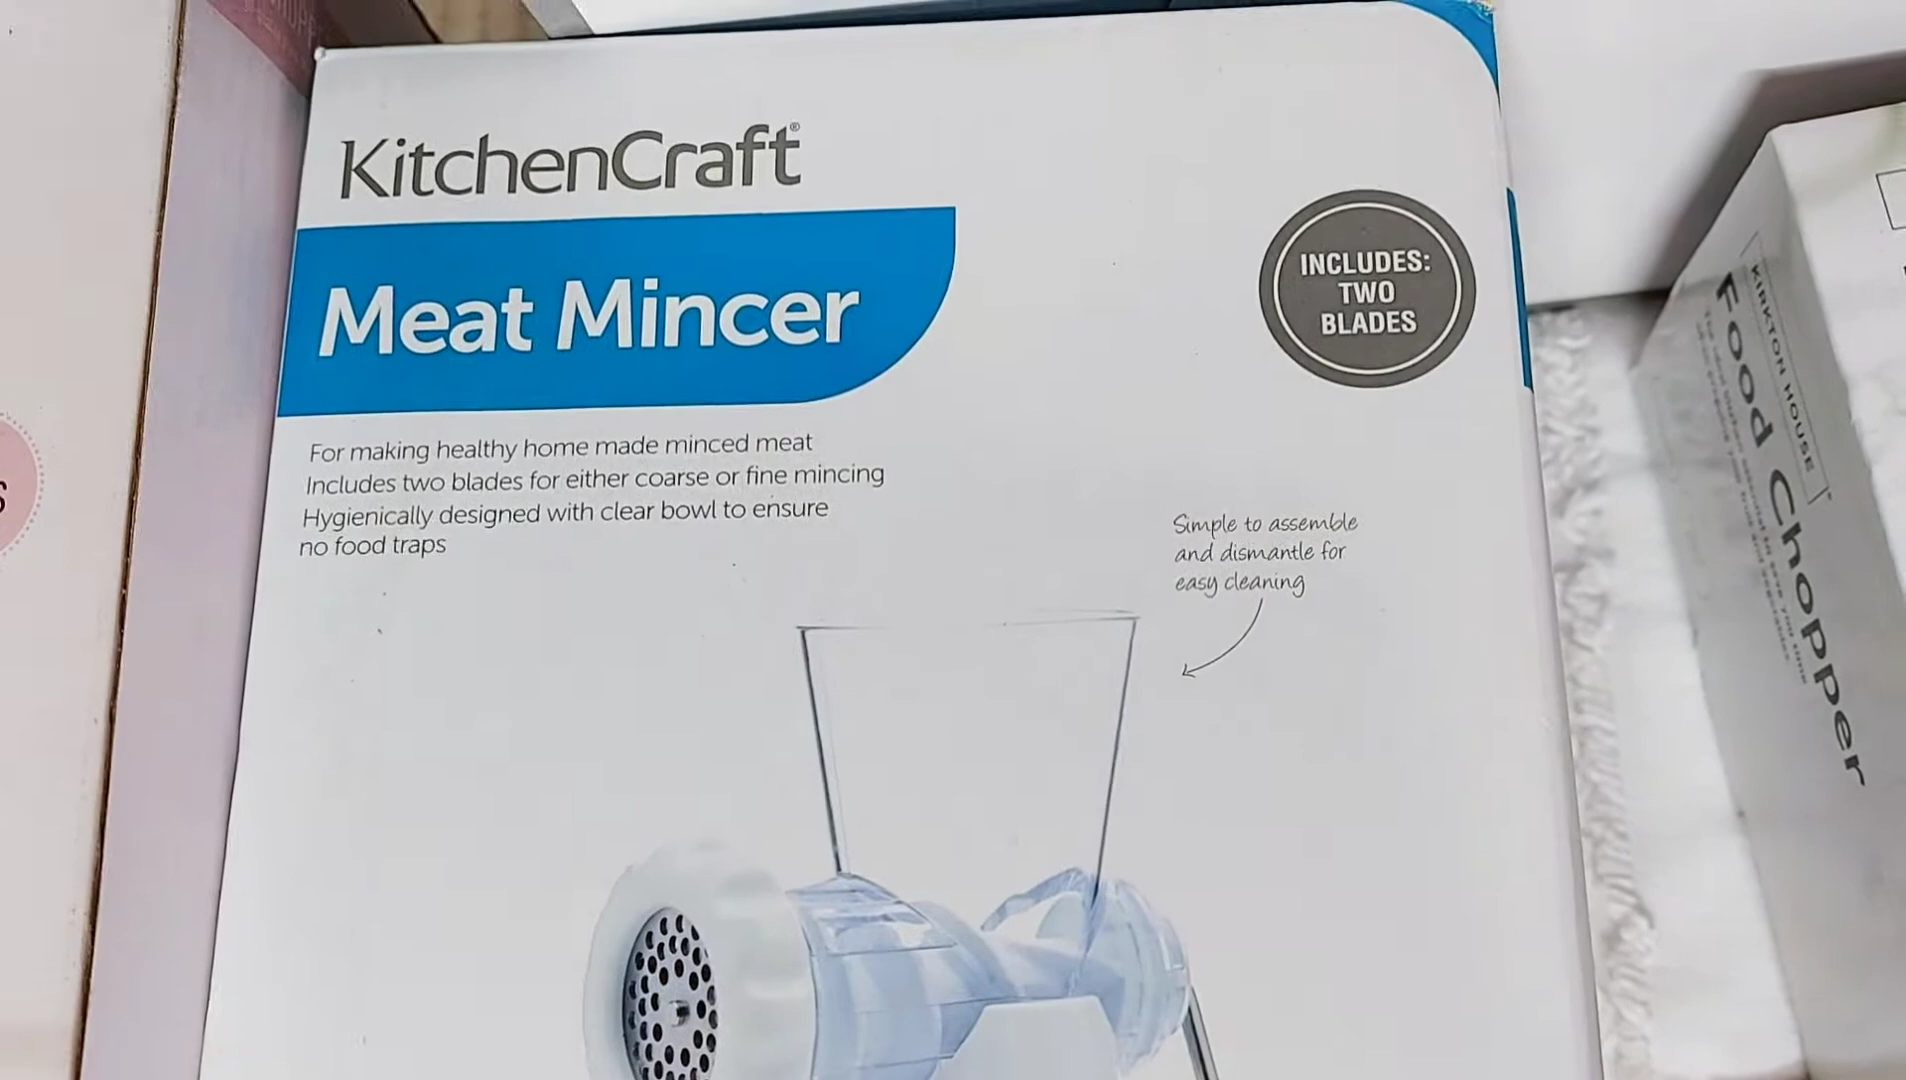 KitchenCraft®
Meat Mincer
INCLUDES:
TWO
BLADES
For making healthy home made minced meat
Includes two blades for either coarse or fine mincing
Hygienically designed with clear bowl to ensure
no food traps
Simple to assemble
and dismantle for
easy cleaning
KIRKTON HOUSE
Food Chopper